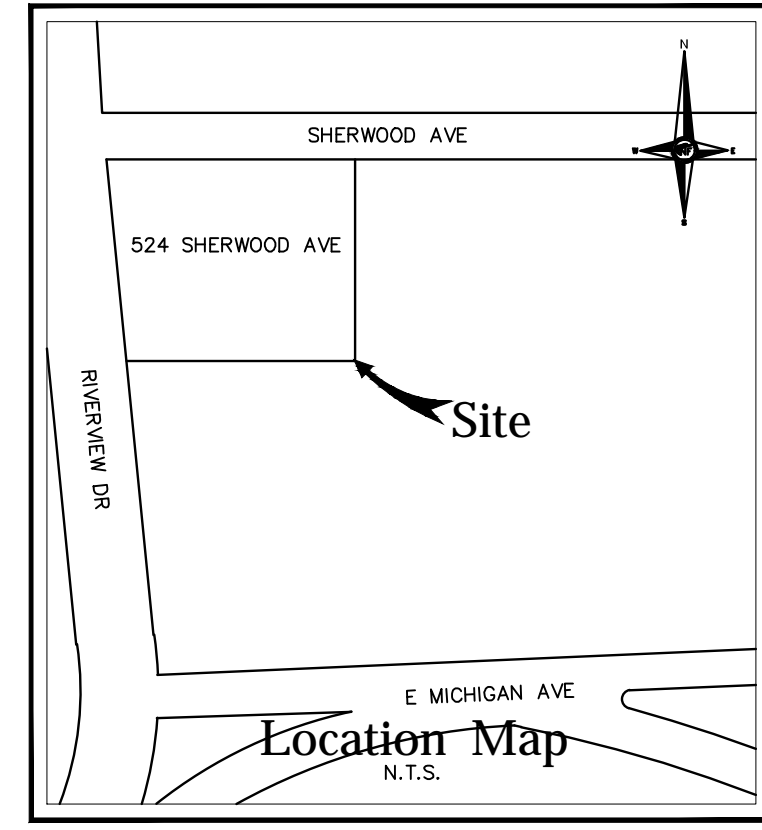 N
SHERWOOD AVE
W
E
S
524 SHERWOOD AVE
RIVERVIEW DR
Site
E MICHIGAN AVE
Location Map
N.T.S.